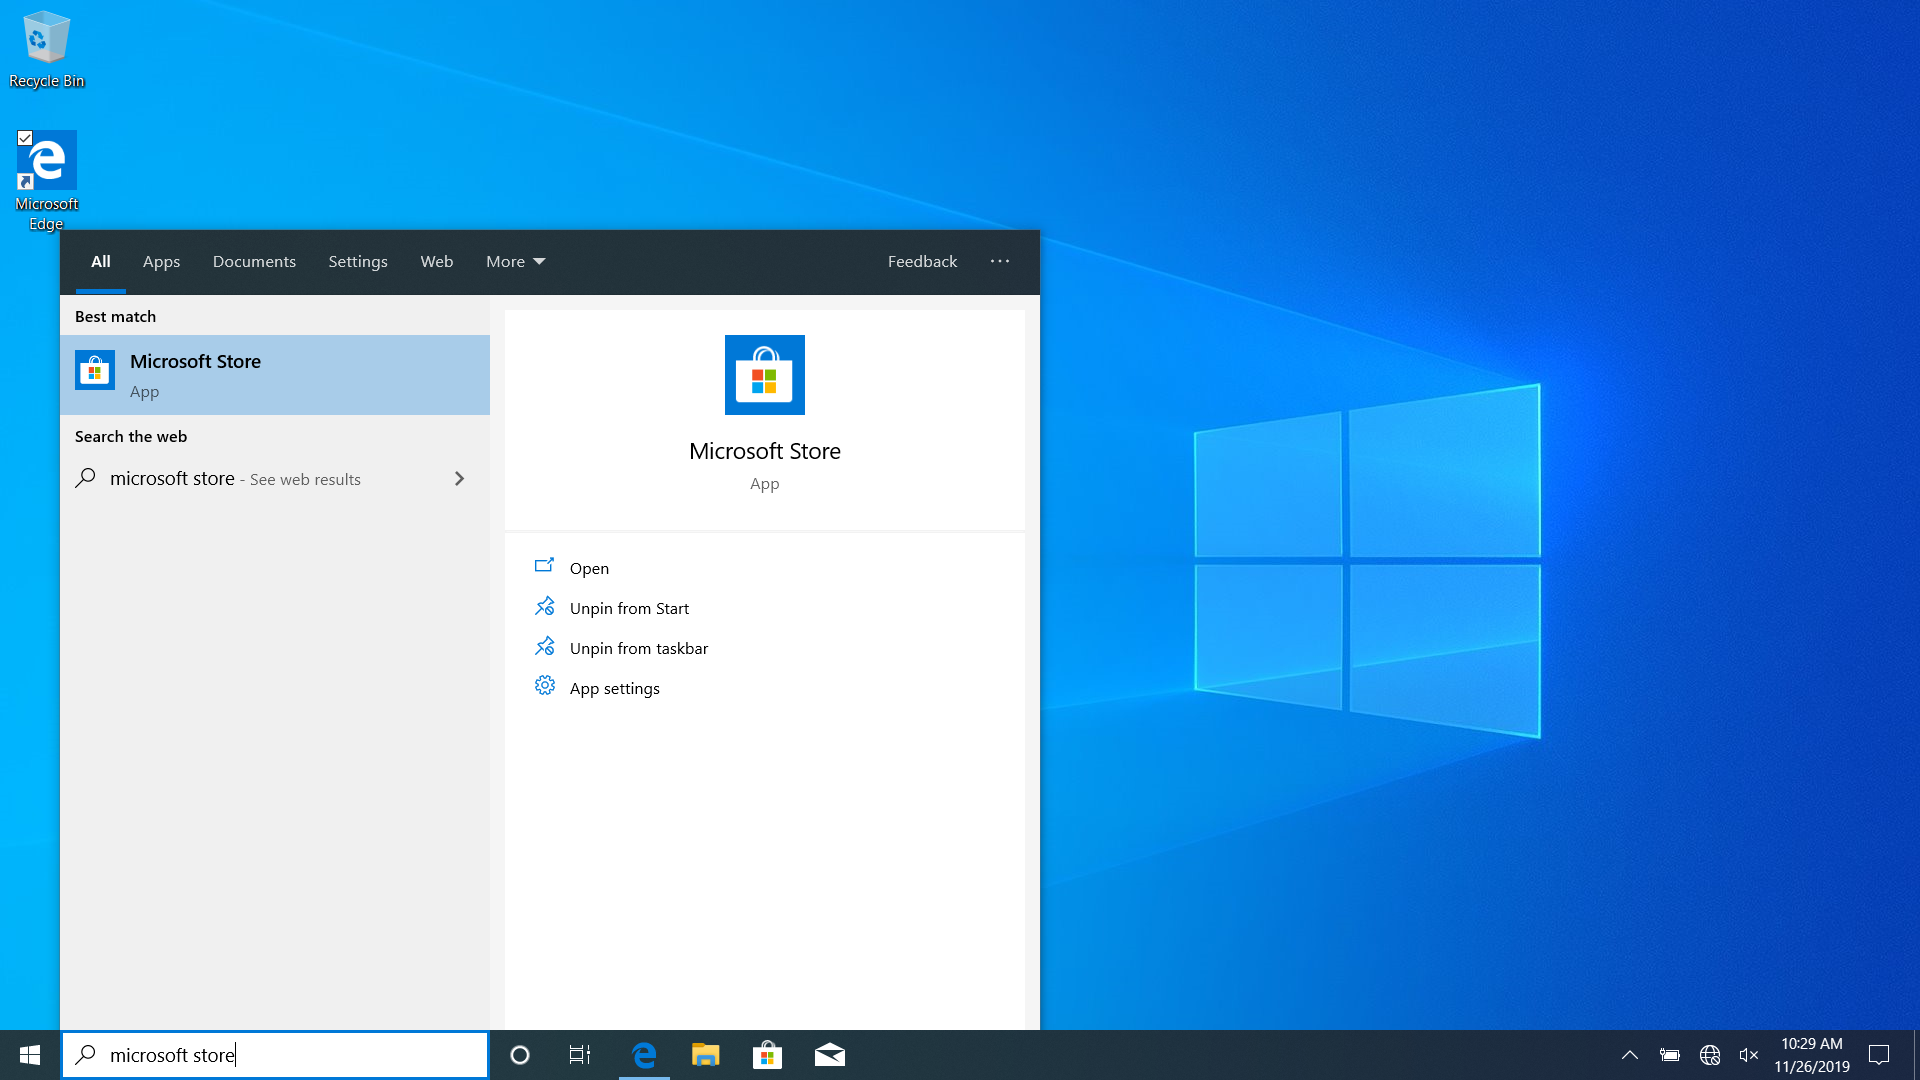 Recycle Bin
Microsoft
Edge
All Apps Documents Settings Web More Feedback
Best match
Microsoft Store
App
Search the web
microsoft store - See web results
Microsoft Store
App
Open
Unpin from Start
Unpin from taskbar
App settings
microsoft store
10:29 AM
11/26/2019